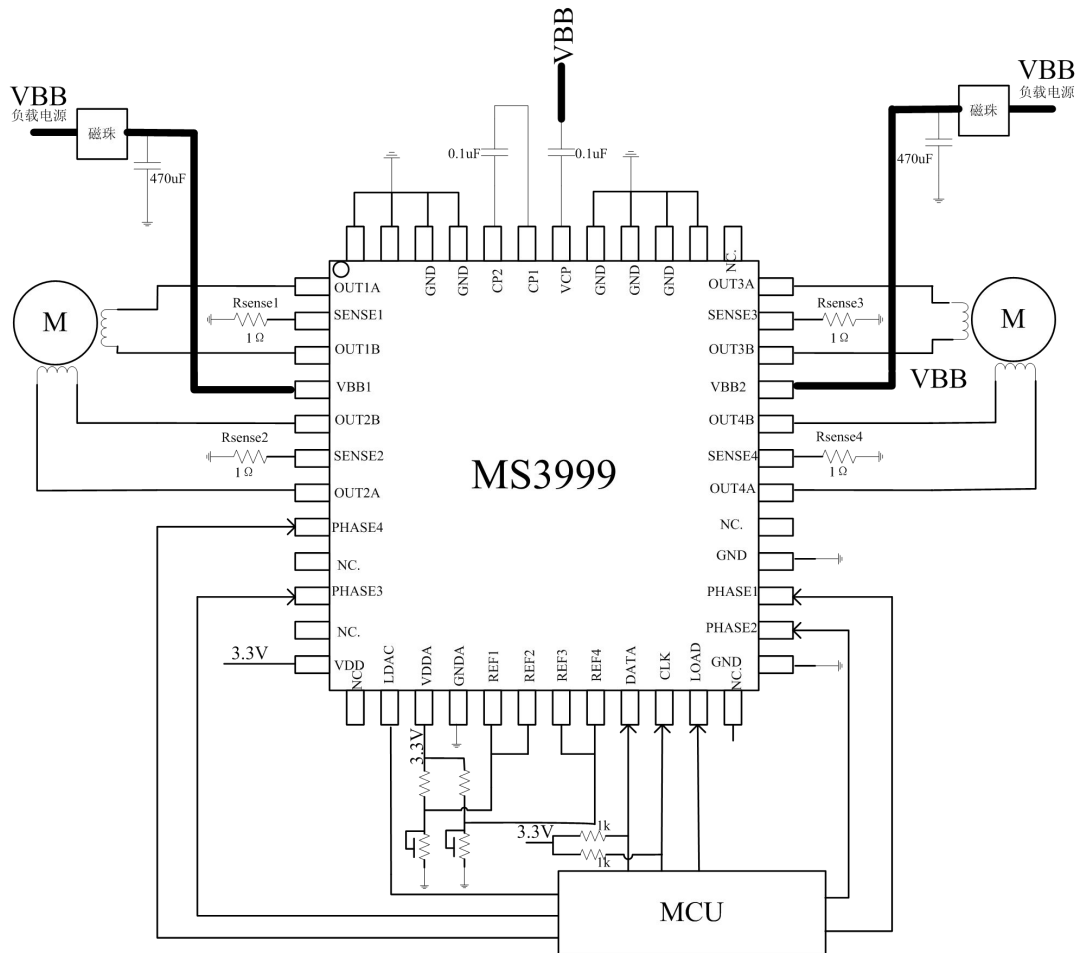 VBB
VBB
负载电源
磁珠
470uF
VBB
负载电源
磁珠
470uF
0.1uF
0.1uF
GND
GND
CP2
CP1
VCP
GND
GND
GND
NC.
M
Rsense1
1Ω
Rsense2
1Ω
OUT1A
SENSE1
OUT1B
VBB1
OUT2B
SENSE2
OUT2A
PHASE4
NC.
PHASE3
NC.
VDD
3.3V
MS3999
OUT3A
SENSE3
OUT3B
VBB2
OUT4B
SENSE4
OUT4A
NC.
GND
PHASE1
PHASE2
GND
Rsense3
1Ω
Rsense4
1Ω
VBB
M
NC
LDAC
VDDA
GNDA
REF1
REF2
REF3
REF4
DATA
CLK
LOAD
NC.
3.3V
3.3V
1k
1k
MCU